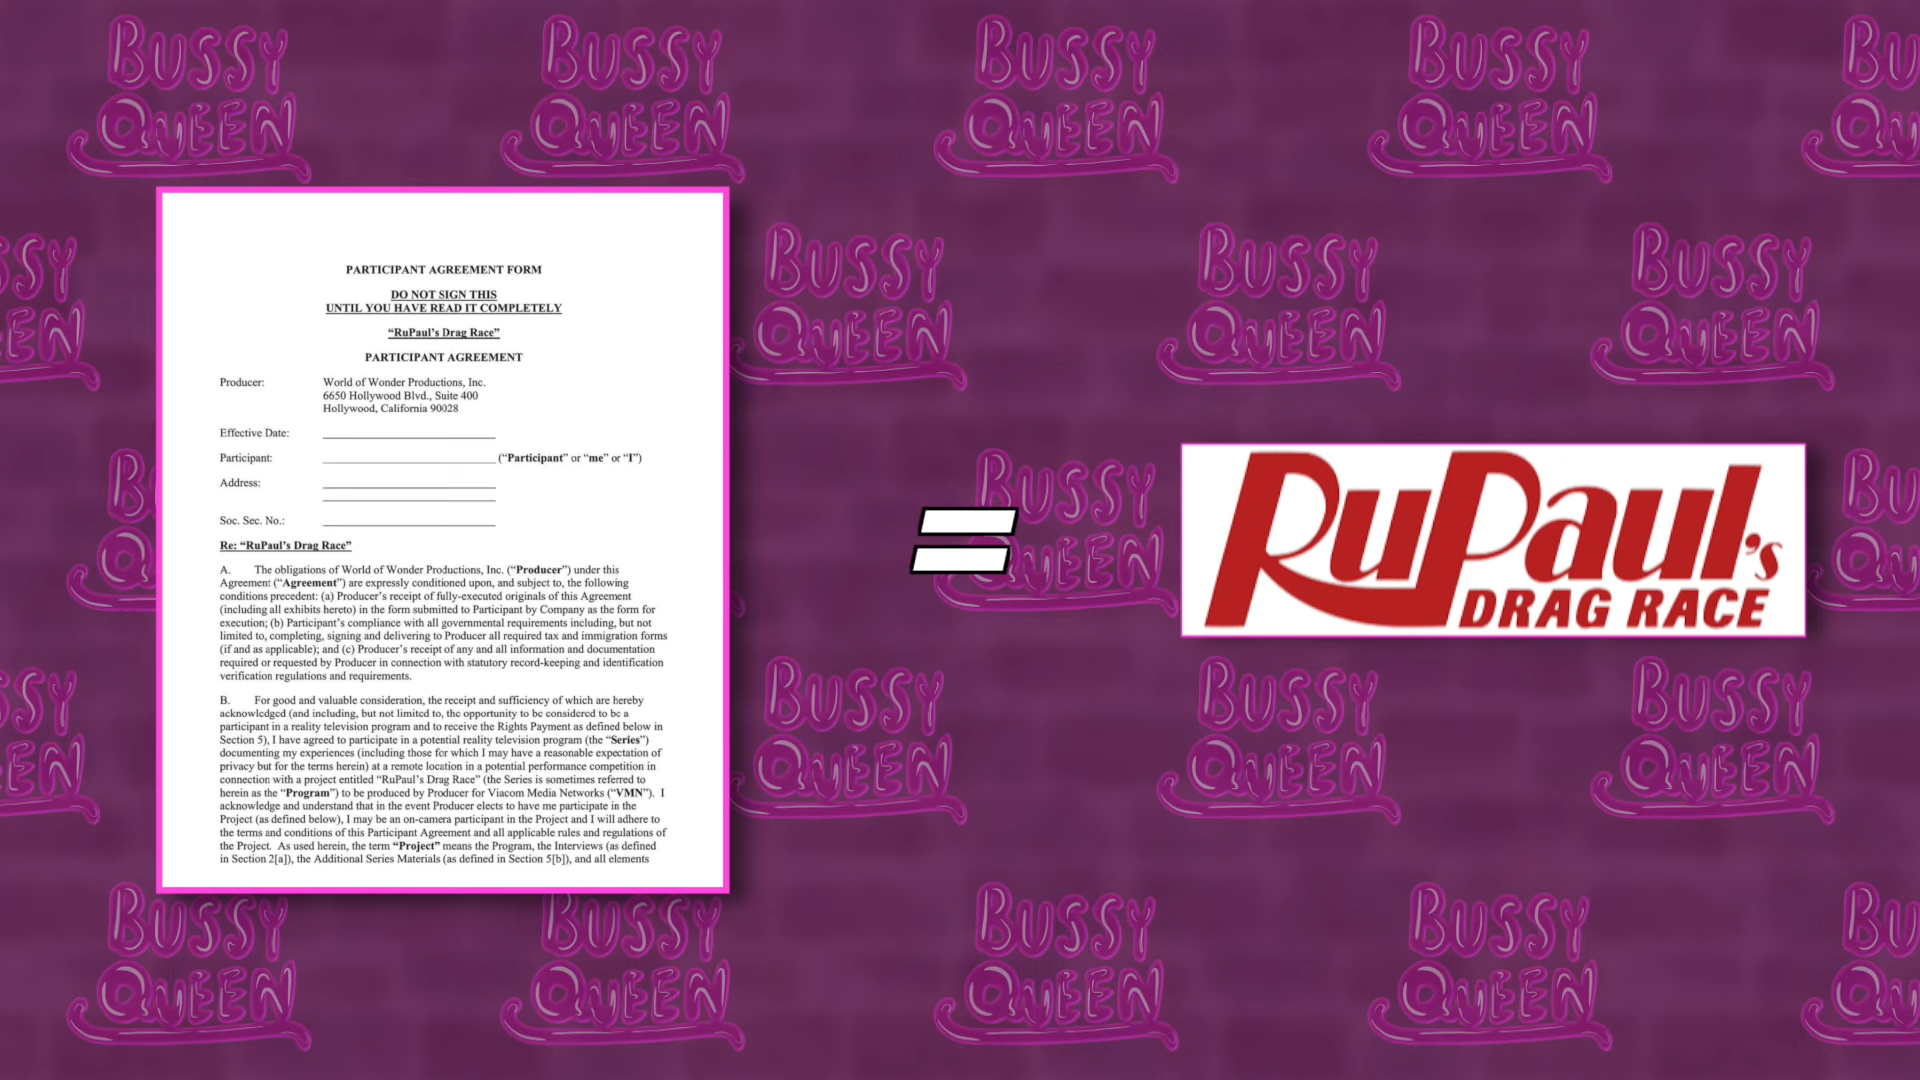 BUSSY
QUEEN
PARTICIPANT AGREEMENT FORM
DO NOT SIGN THIS
UNTIL YOU HAVE READ IT COMPLETELY
“RuPaul’s Drag Race”
PARTICIPANT AGREEMENT
Producer: World of Wonder Productions, Inc.
6650 Hollywood Blvd., Suite 400
Hollywood, California 90028
Effective Date:
Participant: (“Participant” or “me” or “I”)
Address:
Soc. Sec. No.:
Re: “RuPaul’s Drag Race”
A. The obligations of World of Wonder Productions, Inc. (“Producer”) under this
Agreement (“Agreement”) are expressly conditioned upon, and subject to, the following
conditions precedent: (a) Producer’s receipt of fully-executed originals of this Agreement
(including all exhibits hereto) in the form submitted to Participant by Company as the form for
execution; (b) Participant’s compliance with all governmental requirements including, but not
limited to, completing, signing and delivering to Producer all required tax and immigration forms
(if and as applicable); and (c) Producer’s receipt of any and all information and documentation
required or requested by Producer in connection with statutory record-keeping and identification
verification regulations and requirements.
B. For good and valuable consideration, the receipt and sufficiency of which are hereby
acknowledged (and including, but not limited to, the opportunity to be considered to be a
participant in a reality television program and to receive the Rights Payment as defined below in
Section 5), I have agreed to participate in a potential reality television program (the “Series”)
documenting my experiences (including those for which I may have a reasonable expectation of
privacy but for the terms herein) at a remote location in a potential performance competition in
connection with a project entitled “RuPaul’s Drag Race” (the Series is sometimes referred to
herein as the “Program”) to be produced by Producer for Viacom Media Networks (“VMN”). I
acknowledge and understand that in the event Producer elects to have me participate in the
Project (as defined below), I may be an on-camera participant in the Project and I will adhere to
the terms and conditions of this Participant Agreement and all applicable rules and regulations of
the Project. As used herein, the term “Project” means the Program, the Interviews (as defined
in Section 2[a]), the Additional Series Materials (as defined in Section 5[b]), and all elements
=
RuPaul’s
DRAG RACE